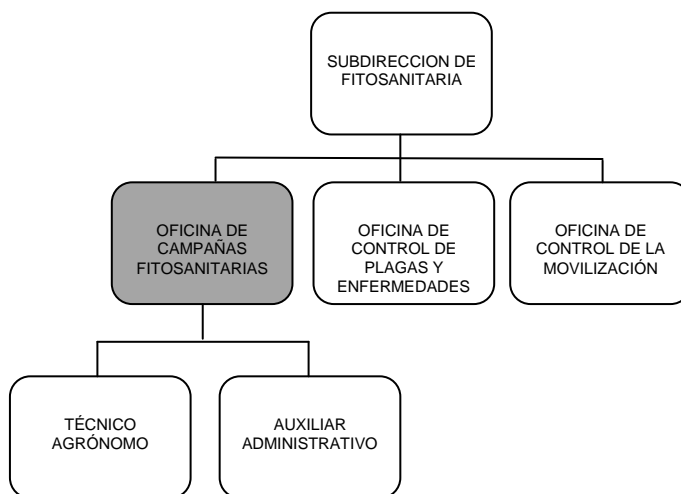 SUBDIRECCION DE
FITOSANITARIA
OFICINA DE
CAMPAÑAS
FITOSANITARIAS
OFICINA DE
CONTROL DE
PLAGAS Y
ENFERMEDADES
OFICINA DE
CONTROL DE LA
MOVILIZACIÓN
TÉCNICO
AGRÓNOMO
AUXILIAR
ADMINISTRATIVO